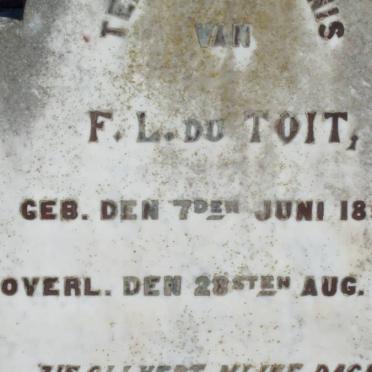 VAN
F. L. DU TOIT,
GEB. DEN 7DEN JUNI 18
OVERL. DEN 28STEN AUG.